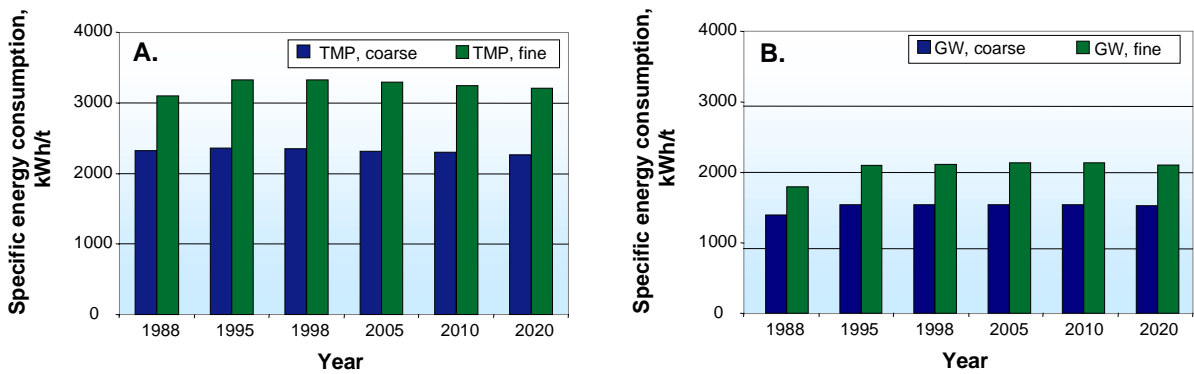 Specific energy consumption,
kWh/t
4000
3000
2000
1000
0
A.
TMP, coarse TMP, fine
1988 1995 1998 2005 2010 2020
Year
Specific energy consumption,
kWh/t
4000
3000
2000
1000
0
B.
GW, coarse GW, fine
1988 1995 1998 2005 2010 2020
Year